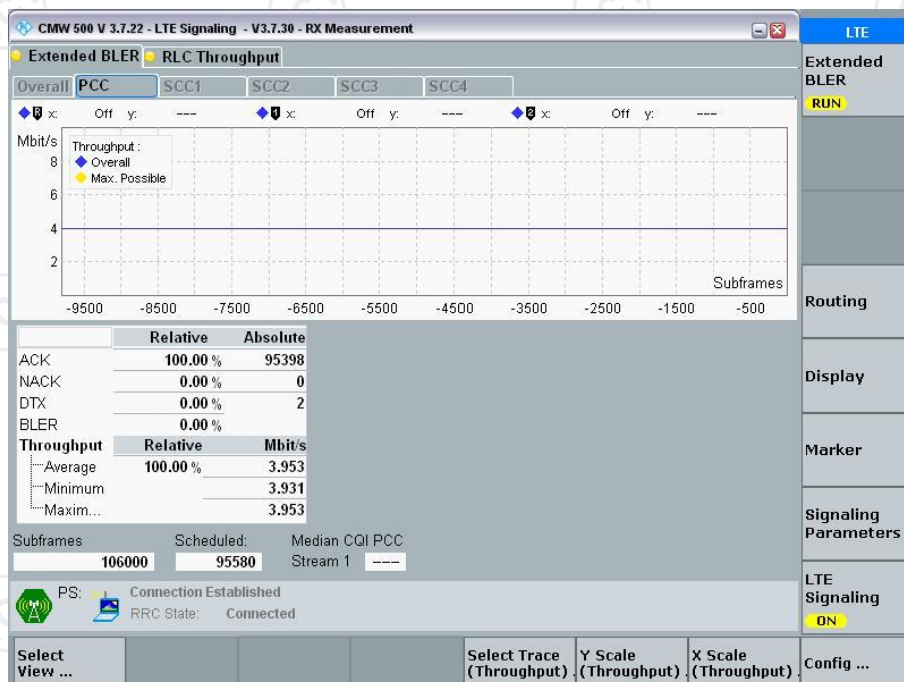 CMW 500 V 3.7.22 - LTE Signaling - V3.7.30 - RX Measurement
LTE
Extended BLER RLC Throughput
Extended BLER
RUN
Overall PCC SCC1 SCC2 SCC3 SCC4
R x: Off y: --- 1 x: Off y: --- 2 x: Off y: ---
Mbit/s
Throughput :
Overall
Max. Possible
8
6
4
2
Subframes
-9500 -8500 -7500 -6500 -5500 -4500 -3500 -2500 -1500 -500
Routing
Relative Absolute
ACK 100.00 % 95398
NACK 0.00 % 0
DTX 0.00 % 2
BLER 0.00 %
Throughput Relative Mbit/s
Average 100.00 % 3.953
Minimum 3.931
Maxim... 3.953
Display
Marker
Signaling Parameters
Subframes Scheduled: Median CQI PCC
106000 95580 Stream 1 ---
PS: Connection Established
RRC State: Connected
LTE Signaling
ON
Select View ...
Select Trace (Throughput)
Y Scale (Throughput)
X Scale (Throughput)
Config ...